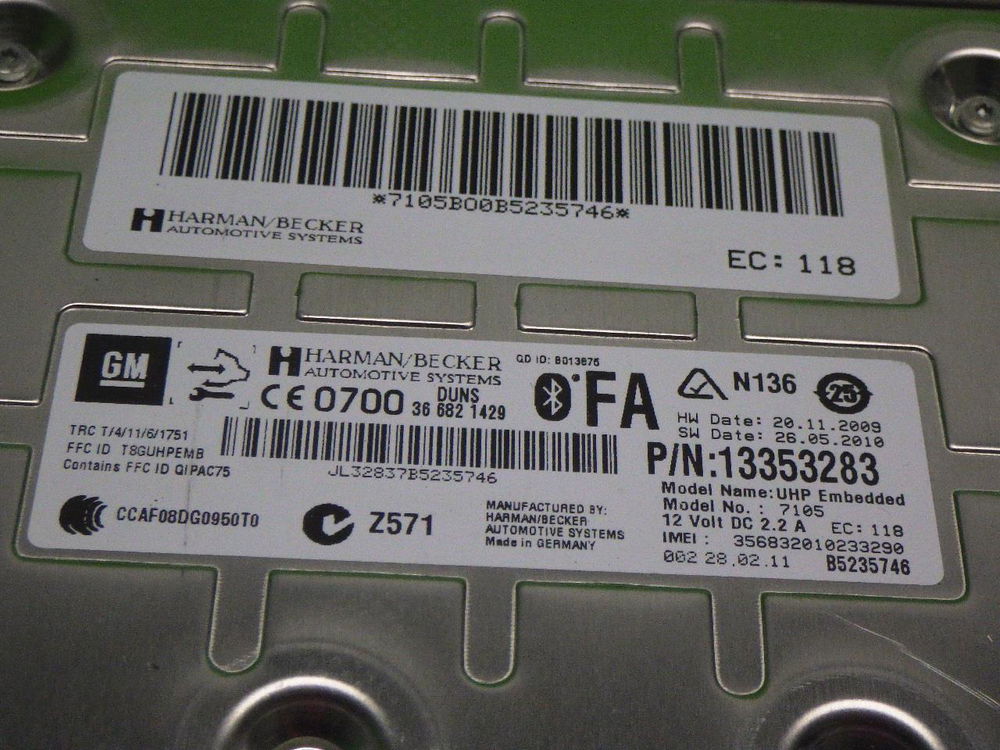 *7105BO0B5235746*
HARMAN/BECKER
AUTOMOTIVE SYSTEMS
EC: 118
GM
HARMAN/BECKER
AUTOMOTIVE SYSTEMS
CE 0700
DUNS
36 682 1429
QD ID: B013875
FA
N136
25
HW Date: 20.11.2009
SW Date: 26.05.2010
TRC T/4/11/6/1751
FFC ID T8GUHPEMB
Contains FFC ID QIPAC75
JL32837B5235746
P/N:13353283
Model Name:UHP Embedded
Model No. : 7105
12 Volt DC 2.2 A EC: 118
IMEI : 356832010233290
002 28.02.11 B5235746
CCAF08DG0950T0
Z571
MANUFACTURED BY:
HARMAN/BECKER
AUTOMOTIVE SYSTEMS
Made in GERMANY